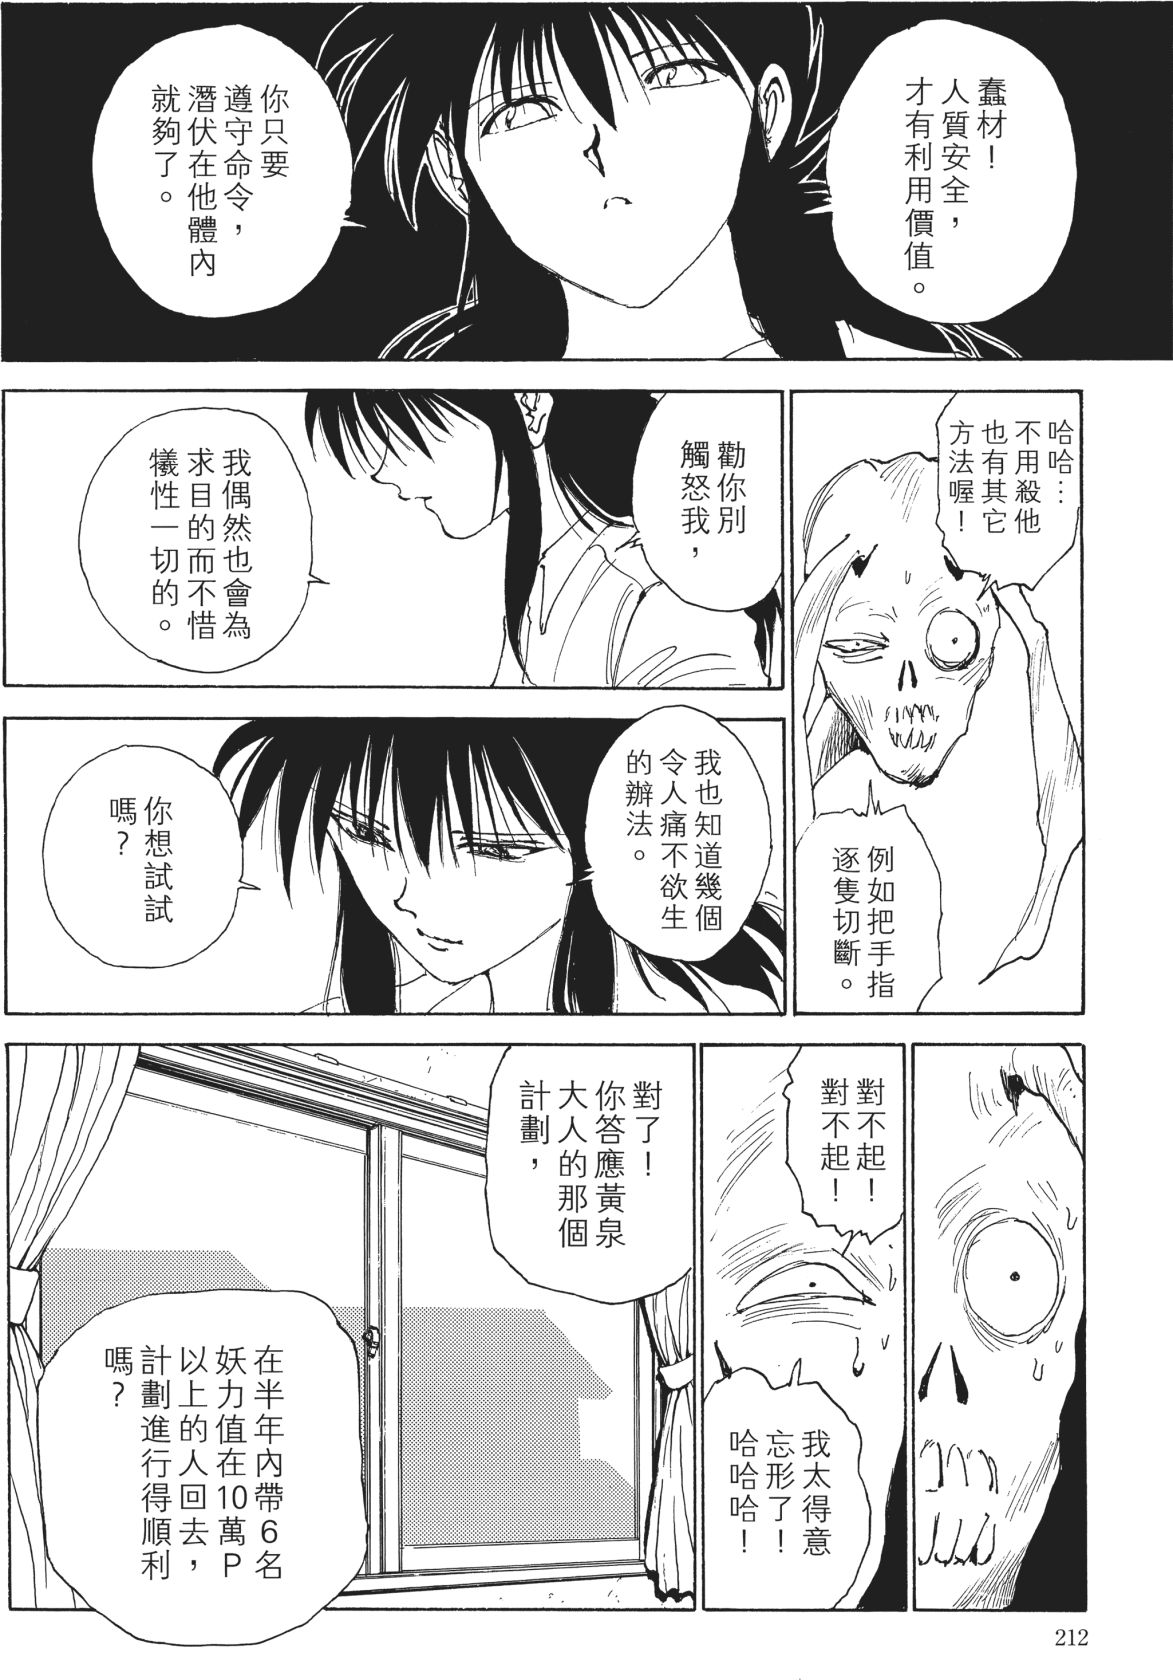 蠢材！
人質安全，
才有利用價值。
你只要
遵守命令，
潛伏在他體內
就夠了。
哈哈…
不用殺他
也有其它
方法喔！
例如把手指
逐隻切斷。
勸你別
觸怒我，
我偶然也會為
求目的而不惜
犧性一切的。
我也知道幾個
令人痛不欲生
的辦法。
你想試試
嗎？
對不起！
對不起！
我太得意
忘形了！
哈哈哈！
對了！
你答應黃泉
大人的那個
計劃，
在半年內帶6名
妖力值在10萬P
以上的人回去，
計劃進行得順利
嗎？
212